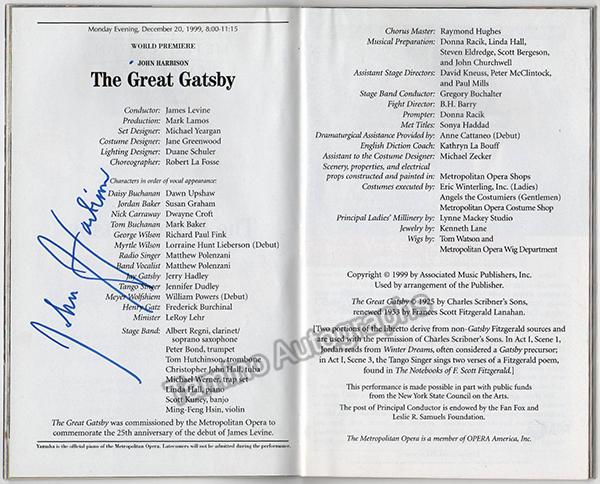 Monday Evening, December 20, 1999, 8:00-11:15
WORLD PREMIERE
JOHN HARBISON
The Great Gatsby
Conductor: James Levine
Production: Mark Lamos
Set Designer: Michael Yeargan
Costume Designer: Jane Greenwood
Lighting Designer: Duane Schuler
Choreographer: Robert La Fosse
Characters in order of vocal appearance:
Daisy Buchanan Dawn Upshaw
Jordan Baker Susan Graham
Nick Carraway Dwayne Croft
Tom Buchanan Mark Baker
George Wilson Richard Paul Fink
Myrtle Wilson Lorraine Hunt Lieberson (Debut)
Radio Singer Matthew Polenzani
Band Vocalist Matthew Polenzani
Jay Gatsby Jerry Hadley
Tango Singer Jennifer Dudley
Meyer Wolfshiem William Powers (Debut)
Henry Gatz Frederick Burchinal
Minister LeRoy Lehr
Stage Band: Albert Regni, clarinet/
soprano saxophone
Peter Bond, trumpet
Tom Hutchinson, trombone
Christopher John Hall, tuba
Michael Werner, trap set
Linda Hall, piano
Scott Kuney, banjo
Ming-Feng Hsin, violin
The Great Gatsby was commissioned by the Metropolitan Opera to
commemorate the 25th anniversary of the debut of James Levine.
Yamaha is the official piano of the Metropolitan Opera. Latecomers will not be admitted during the performance.
John Harbison
Chorus Master: Raymond Hughes
Musical Preparation: Donna Racik, Linda Hall,
Steven Eldredge, Scott Bergeson,
and John Churchwell
Assistant Stage Directors: David Kneuss, Peter McClintock,
and Paul Mills
Stage Band Conductor: Gregory Buchalter
Fight Director: B.H. Barry
Prompter: Donna Racik
Met Titles: Sonya Haddad
Dramaturgical Assistance Provided by: Anne Cattaneo (Debut)
English Diction Coach: Kathryn La Bouff
Assistant to the Costume Designer: Michael Zecker
Scenery, properties, and electrical
props constructed and painted in: Metropolitan Opera Shops
Costumes executed by: Eric Winterling, Inc. (Ladies)
Angels the Costumiers (Gentlemen)
Metropolitan Opera Costume Shop
Principal Ladies' Millinery by: Lynne Mackey Studio
Jewelry by: Kenneth Lane
Wigs by: Tom Watson and
Metropolitan Opera Wig Department
Copyright © 1999 by Associated Music Publishers, Inc.
Used by arrangement of the Publisher.
The Great Gatsby © 1925 by Charles Scribner's Sons,
renewed 1953 by Frances Scott Fitzgerald Lanahan.
[Two portions of the libretto derive from non-Gatsby Fitzgerald sources and
are used with the permission of Charles Scribner's Sons. In Act I, Scene 1,
Jordan reads from Winter Dreams, often considered a Gatsby precursor;
in Act I, Scene 3, the Tango Singer sings two verses of a Fitzgerald poem,
found in The Notebooks of F. Scott Fitzgerald.]
This performance is made possible in part with public funds
from the New York State Council on the Arts.
The post of Principal Conductor is endowed by the Fan Fox and
Leslie R. Samuels Foundation.
The Metropolitan Opera is a member of OPERA America, Inc.
Tamino Autographs